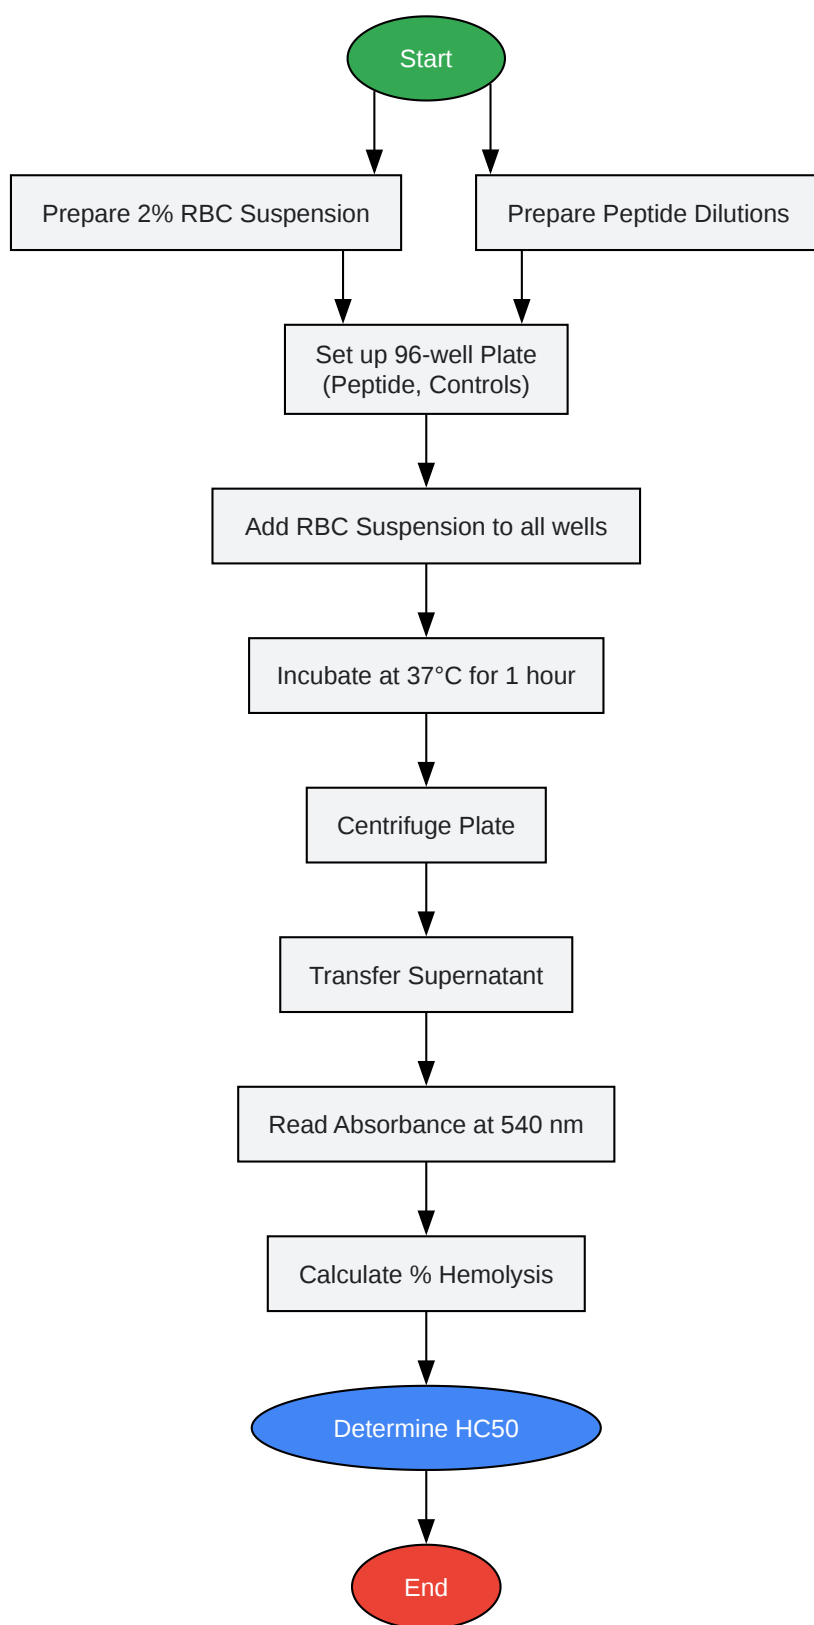 Start
Prepare 2% RBC Suspension
Prepare Peptide Dilutions
Set up 96-well Plate
(Peptide, Controls)
Add RBC Suspension to all wells
Incubate at 37°C for 1 hour
Centrifuge Plate
Transfer Supernatant
Read Absorbance at 540 nm
Calculate % Hemolysis
Determine HC50
End